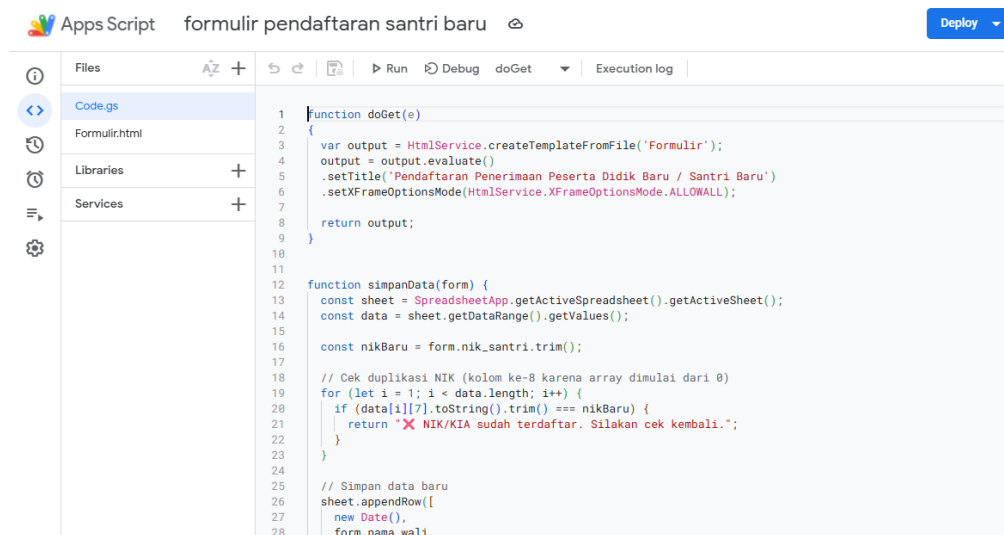 Apps Script formulir pendaftaran santri baru
Deploy
Files
AZ
Run Debug doGet Execution log
Code.gs
Formulir.html
Libraries
Services
1 function doGet(e)
2 {
3 var output = HtmlService.createTemplateFromFile('Formulir');
4 output = output.evaluate()
5 .setTitle('Pendaftaran Penerimaan Peserta Didik Baru / Santri Baru')
6 .setXFrameOptionsMode(HtmlService.XFrameOptionsMode.ALLOWALL);
7
8 return output;
9 }
10
11
12 function simpanData(form) {
13 const sheet = SpreadsheetApp.getActiveSpreadsheet().getActiveSheet();
14 const data = sheet.getDataRange().getValues();
15
16 const nikBaru = form.nik_santri.trim();
17
18 // Cek duplikasi NIK (kolom ke-8 karena array dimulai dari 0)
19 for (let i = 1; i < data.length; i++) {
20 if (data[i][7].toString().trim() === nikBaru) {
21 return "❌ NIK/KIA sudah terdaftar. Silakan cek kembali.";
22 }
23 }
24
25 // Simpan data baru
26 sheet.appendRow([
27 new Date(),
28 form.nama_wali